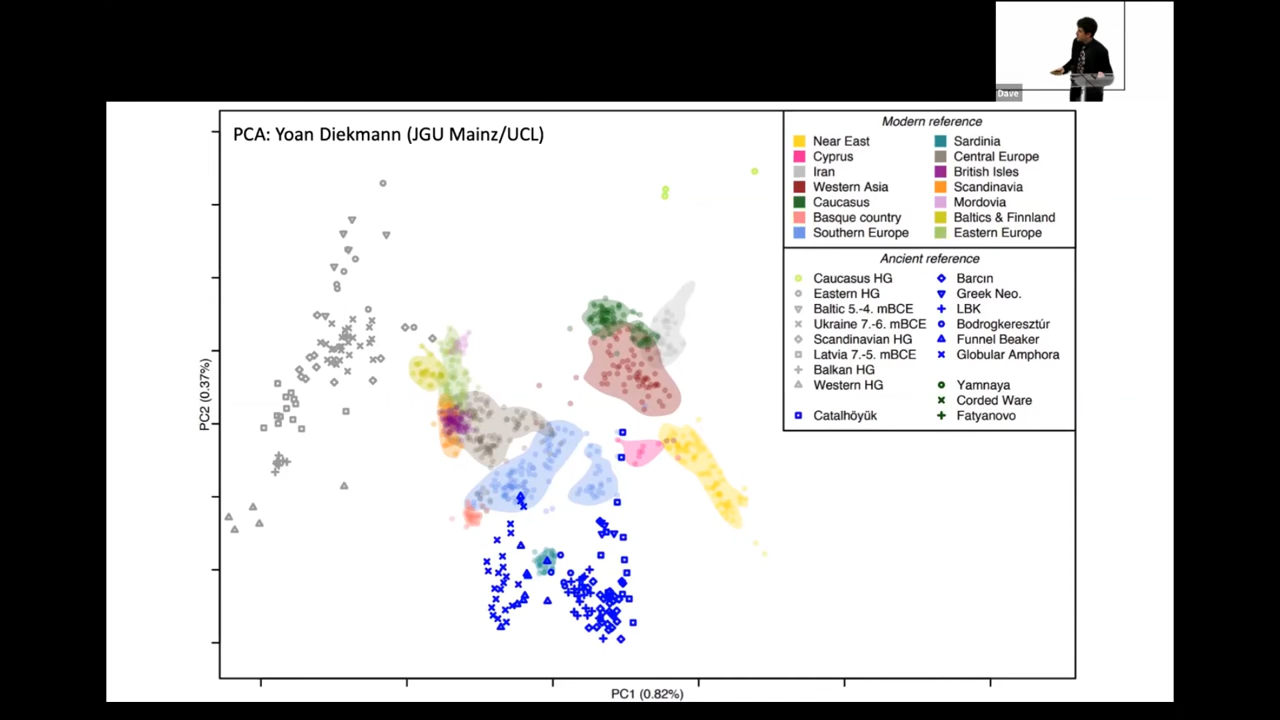 Dave
PCA: Yoan Diekmann (JGU Mainz/UCL)
Modern reference
Near East
Cyprus
Iran
Western Asia
Caucasus
Basque country
Southern Europe
Sardinia
Central Europe
British Isles
Scandinavia
Mordovia
Baltics & Finnland
Eastern Europe
Ancient reference
Caucasus HG
Eastern HG
Baltic 5.-4. mBCE
Ukraine 7.-6. mBCE
Scandinavian HG
Latvia 7.-5. mBCE
Balkan HG
Western HG
Catalhöyük
Barcın
Greek Neo.
LBK
Bodrogkeresztúr
Funnel Beaker
Globular Amphora
Yamnaya
Corded Ware
Fatyanovo
PC2 (0.37%)
PC1 (0.82%)